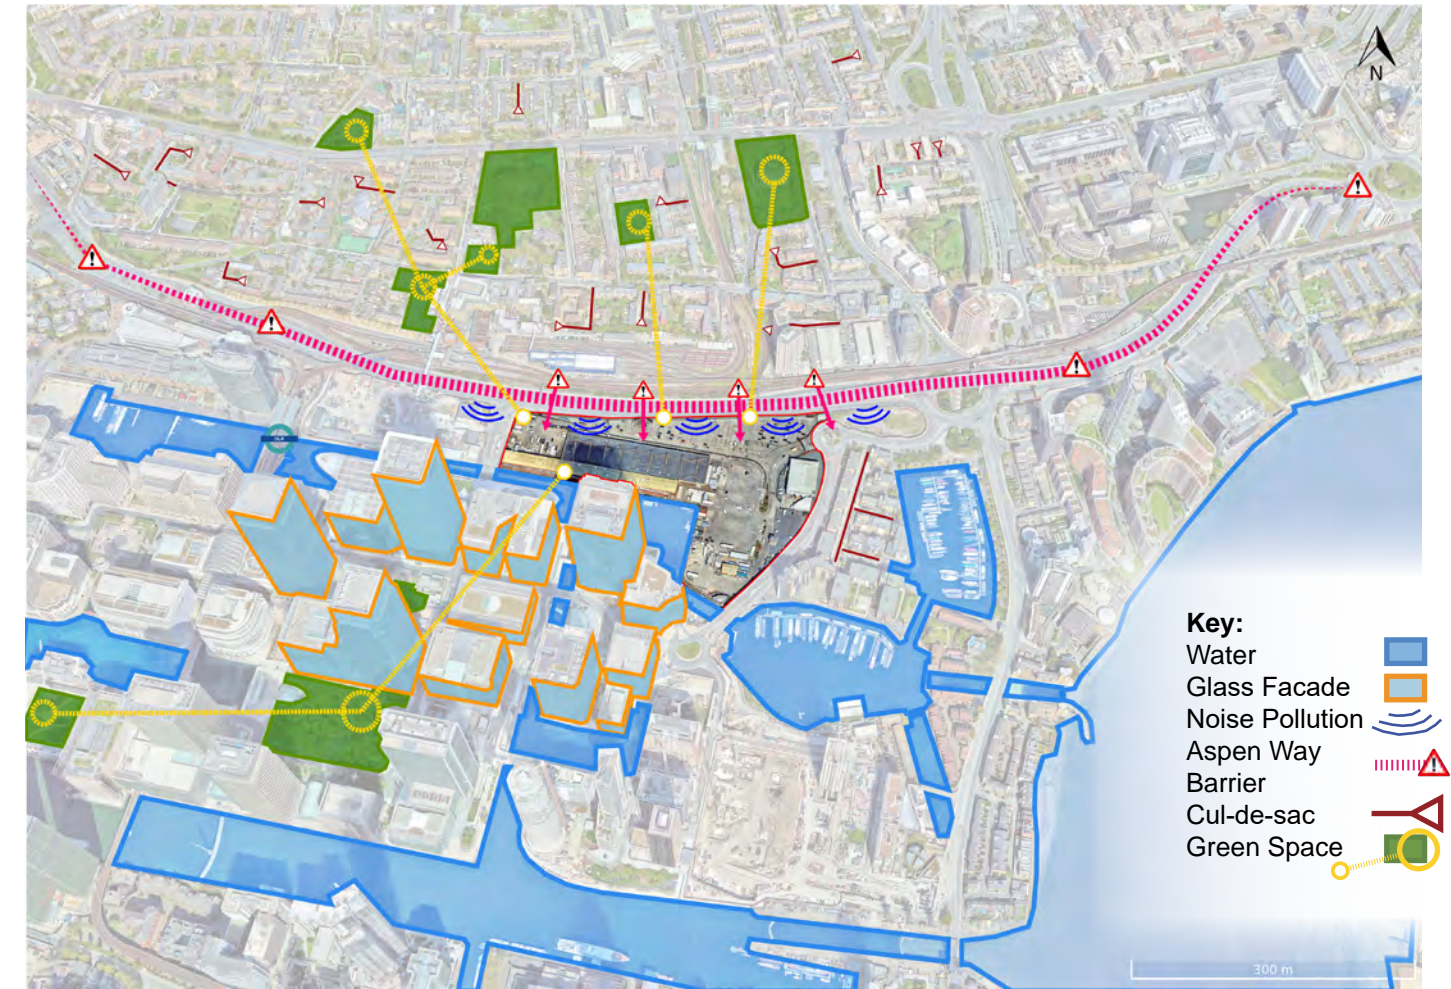 N
Key:
Water
Glass Facade
Noise Pollution
Aspen Way
Barrier
Cul-de-sac
Green Space
300 m